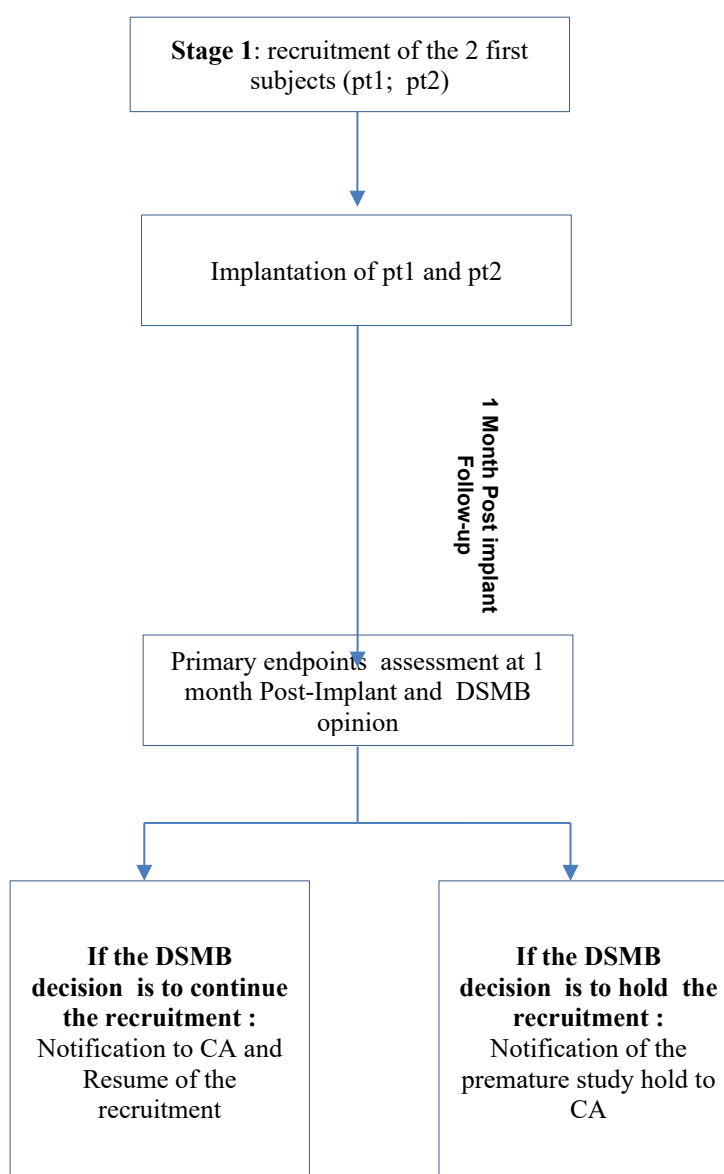 Stage 1: recruitment of the 2 first
subjects (pt1; pt2)
Implantation of pt1 and pt2
1 Month Post implant
Follow-up
Primary endpoints assessment at 1
month Post-Implant and DSMB
opinion
If the DSMB
decision is to continue
the recruitment :
Notification to CA and
Resume of the
recruitment
If the DSMB
decision is to hold the
recruitment :
Notification of the
premature study hold to
CA